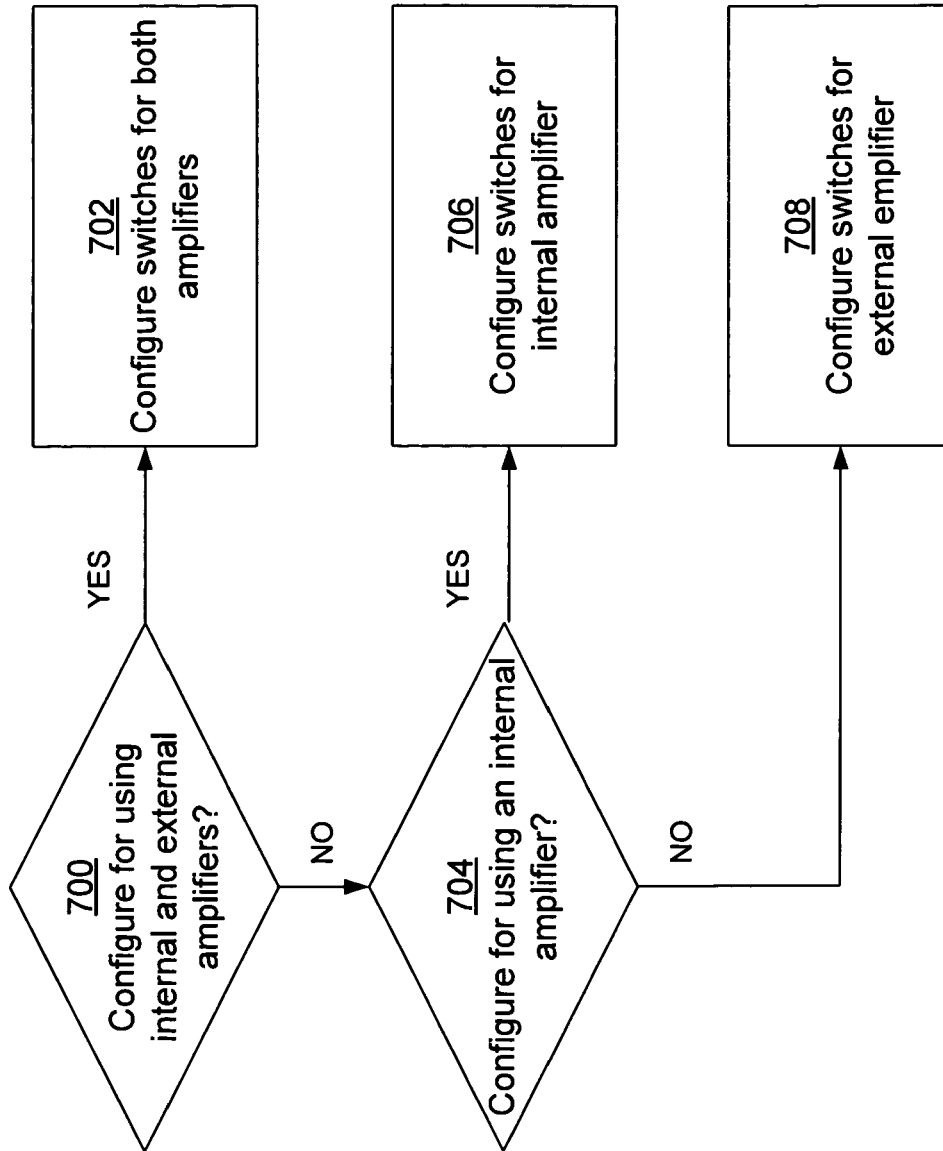 700
Configure for using
internal and external
amplifiers?
YES
702
Configure switches for both
amplifiers
NO
704
Configure for using an internal
amplifier?
YES
706
Configure switches for
internal amplifier
NO
708
Configure switches for
external emplifier